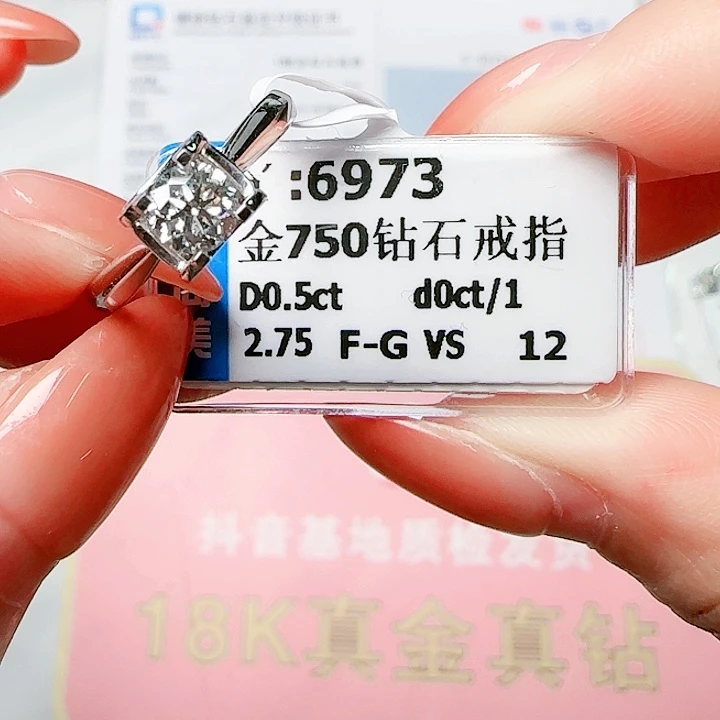 :6973
金750钻石戒指
D0.5ct d0ct/1
2.75 F-G VS 12
抖音基地质检发货
18K真金真钻